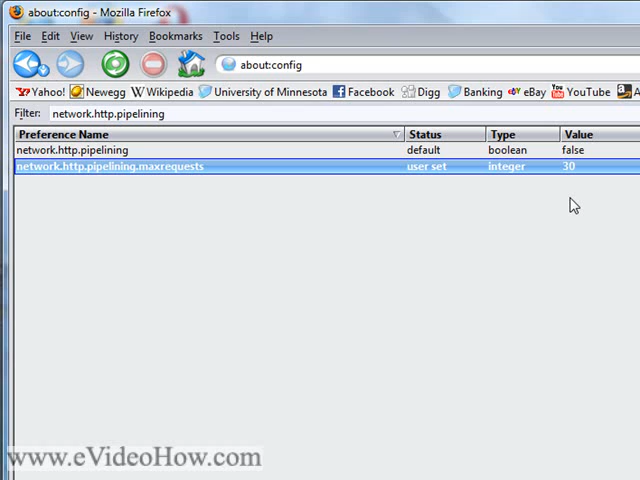 about:config - Mozilla Firefox
File Edit View History Bookmarks Tools Help
about:config
Yahoo! Newegg Wikipedia University of Minnesota Facebook Digg Banking eBay YouTube A
Filter: network.http.pipelining
Preference Name Status Type Value
network.http.pipelining default boolean false
network.http.pipelining.maxrequests user set integer 30
www.eVideoHow.com